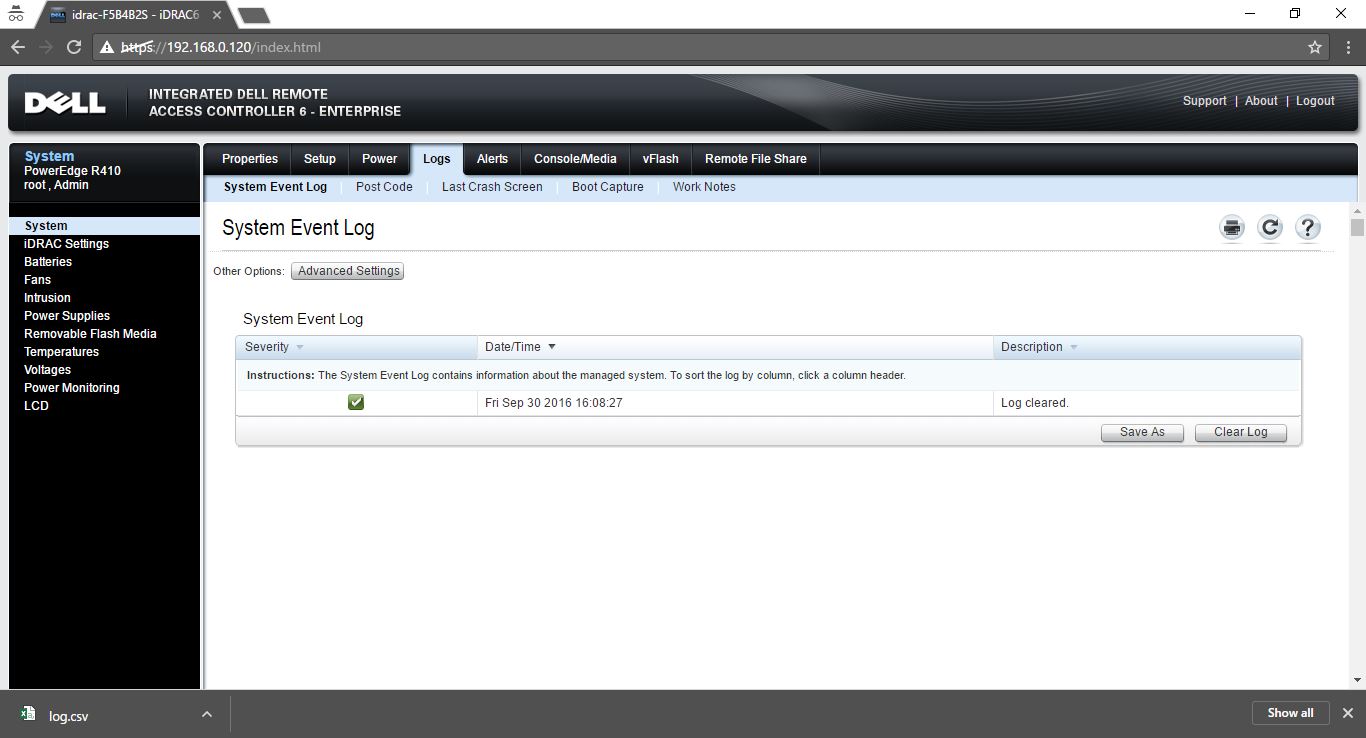 idrac-F5B4B2S - iDRAC6
https://192.168.0.120/index.html
DELL
INTEGRATED DELL REMOTE
ACCESS CONTROLLER 6 - ENTERPRISE
Support | About | Logout
System
PowerEdge R410
root , Admin
Properties Setup Power Logs Alerts Console/Media vFlash Remote File Share
System Event Log Post Code Last Crash Screen Boot Capture Work Notes
System
iDRAC Settings
Batteries
Fans
Intrusion
Power Supplies
Removable Flash Media
Temperatures
Voltages
Power Monitoring
LCD
System Event Log
?
Other Options: Advanced Settings
System Event Log
Severity Date/Time Description
Instructions: The System Event Log contains information about the managed system. To sort the log by column, click a column header.
Fri Sep 30 2016 16:08:27 Log cleared.
Save As Clear Log
log.csv
Show all